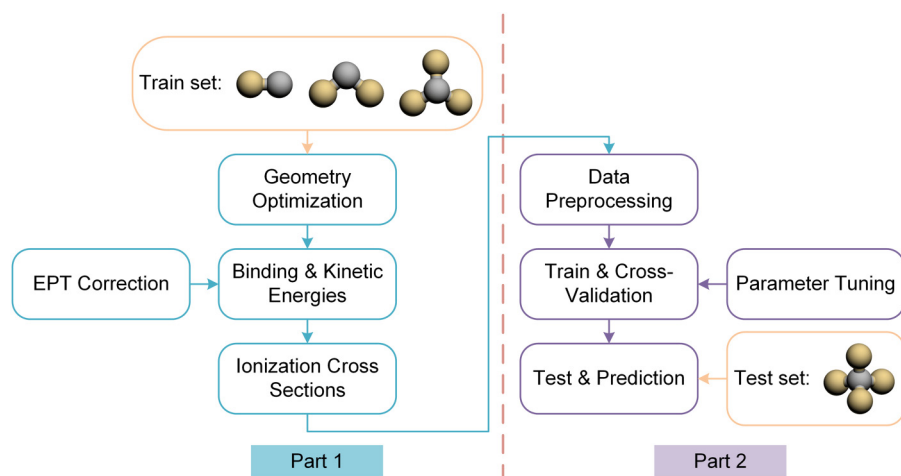 Train set:
Geometry
Optimization
EPT Correction
Binding & Kinetic
Energies
Ionization Cross
Sections
Part 1
Data
Preprocessing
Train & Cross-
Validation
Parameter Tuning
Test & Prediction
Test set:
Part 2